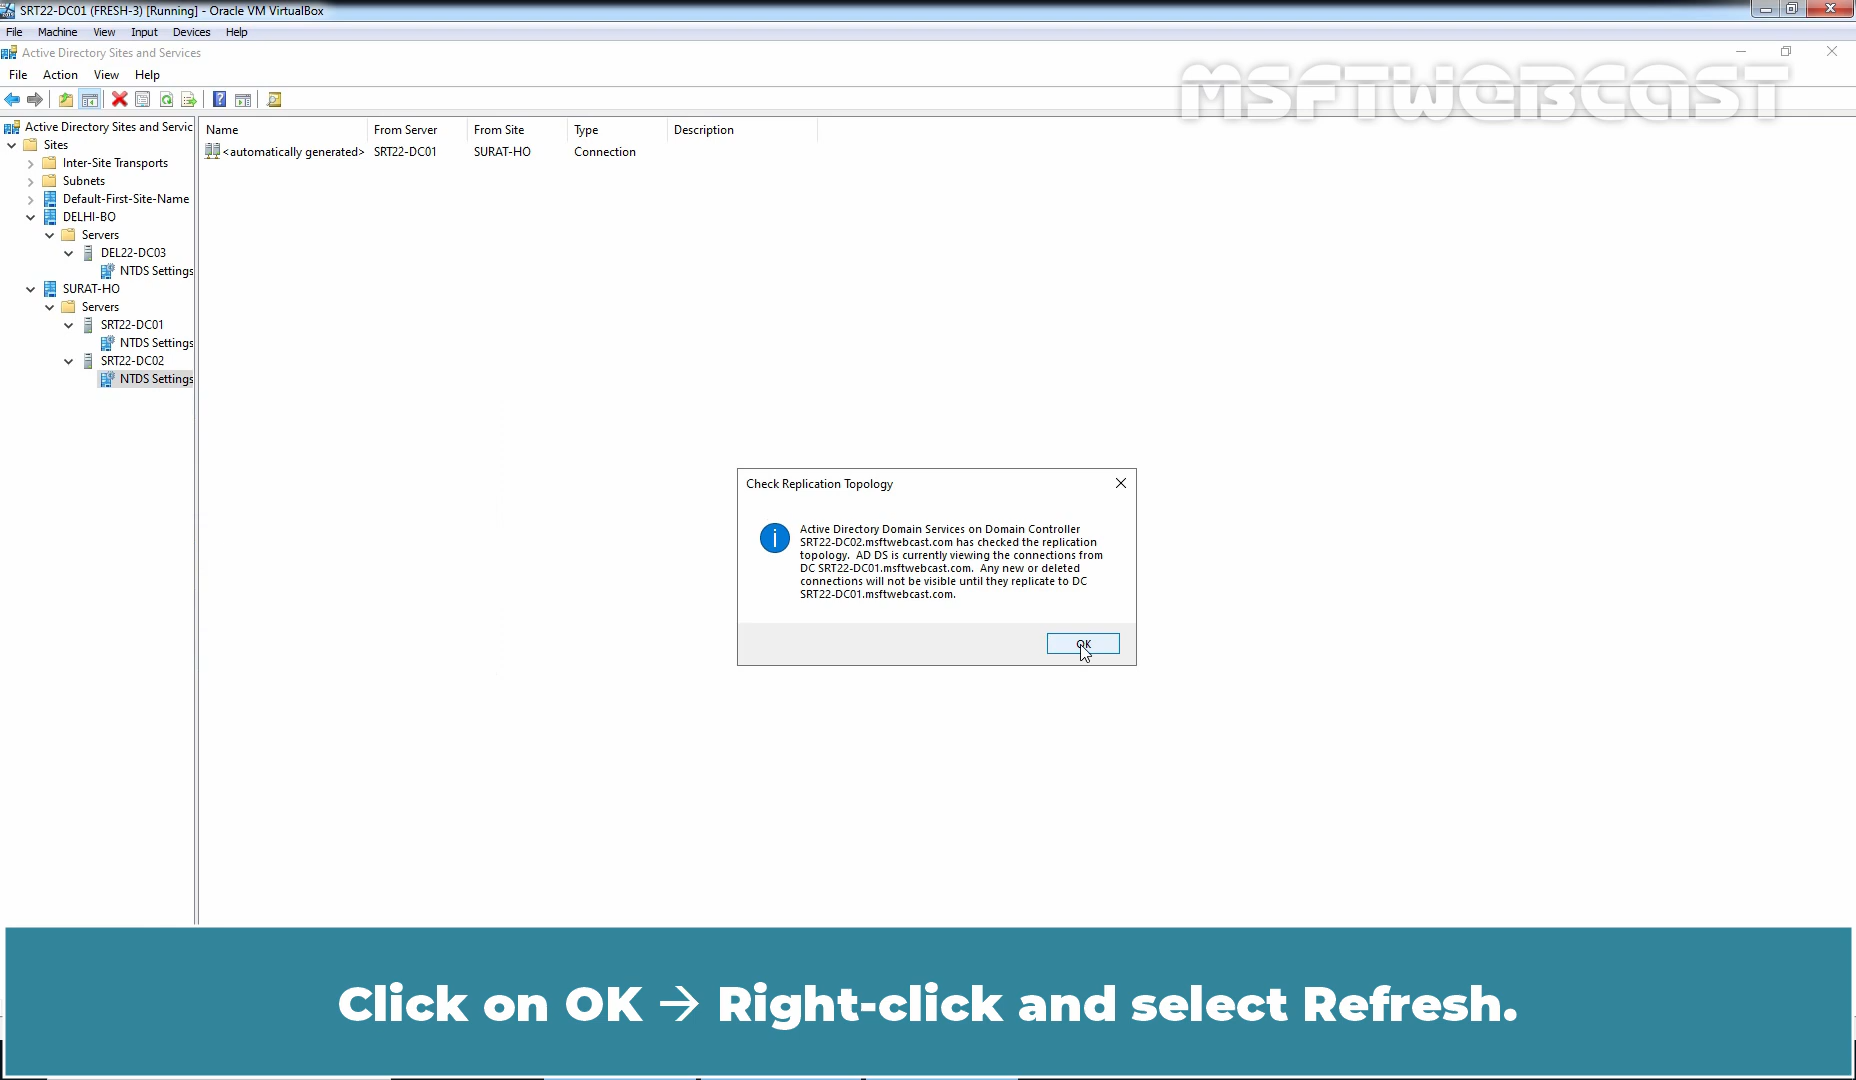 SRT22-DC01 (FRESH-3) [Running] - Oracle VM VirtualBox
File Machine View Input Devices Help
Active Directory Sites and Services
File Action View Help
MSFTWEBCAST
Active Directory Sites and Servic
Sites
Inter-Site Transports
Subnets
Default-First-Site-Name
DELHI-BO
Servers
DEL22-DC03
NTDS Settings
SURAT-HO
Servers
SRT22-DC01
NTDS Settings
SRT22-DC02
NTDS Settings
Name From Server From Site Type Description
<automatically generated> SRT22-DC01 SURAT-HO Connection
Check Replication Topology
Active Directory Domain Services on Domain Controller
SRT22-DC02.msftwebcast.com has checked the replication
topology.  AD DS is currently viewing the connections from
DC SRT22-DC01.msftwebcast.com.  Any new or deleted
connections will not be visible until they replicate to DC
SRT22-DC01.msftwebcast.com.
OK
Click on OK → Right-click and select Refresh.